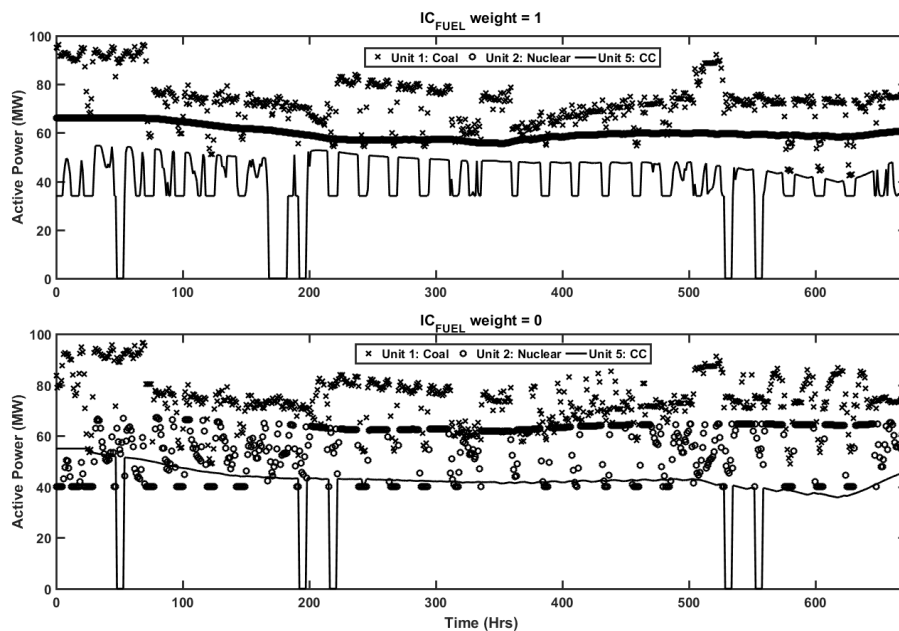 IC_FUEL weight = 1
× Unit 1: Coal o Unit 2: Nuclear — Unit 5: CC
Active Power (MW)
100
80
60
40
20
0
0 100 200 300 400 500 600
IC_FUEL weight = 0
× Unit 1: Coal o Unit 2: Nuclear — Unit 5: CC
Active Power (MW)
100
80
60
40
20
0
0 100 200 300 400 500 600
Time (Hrs)